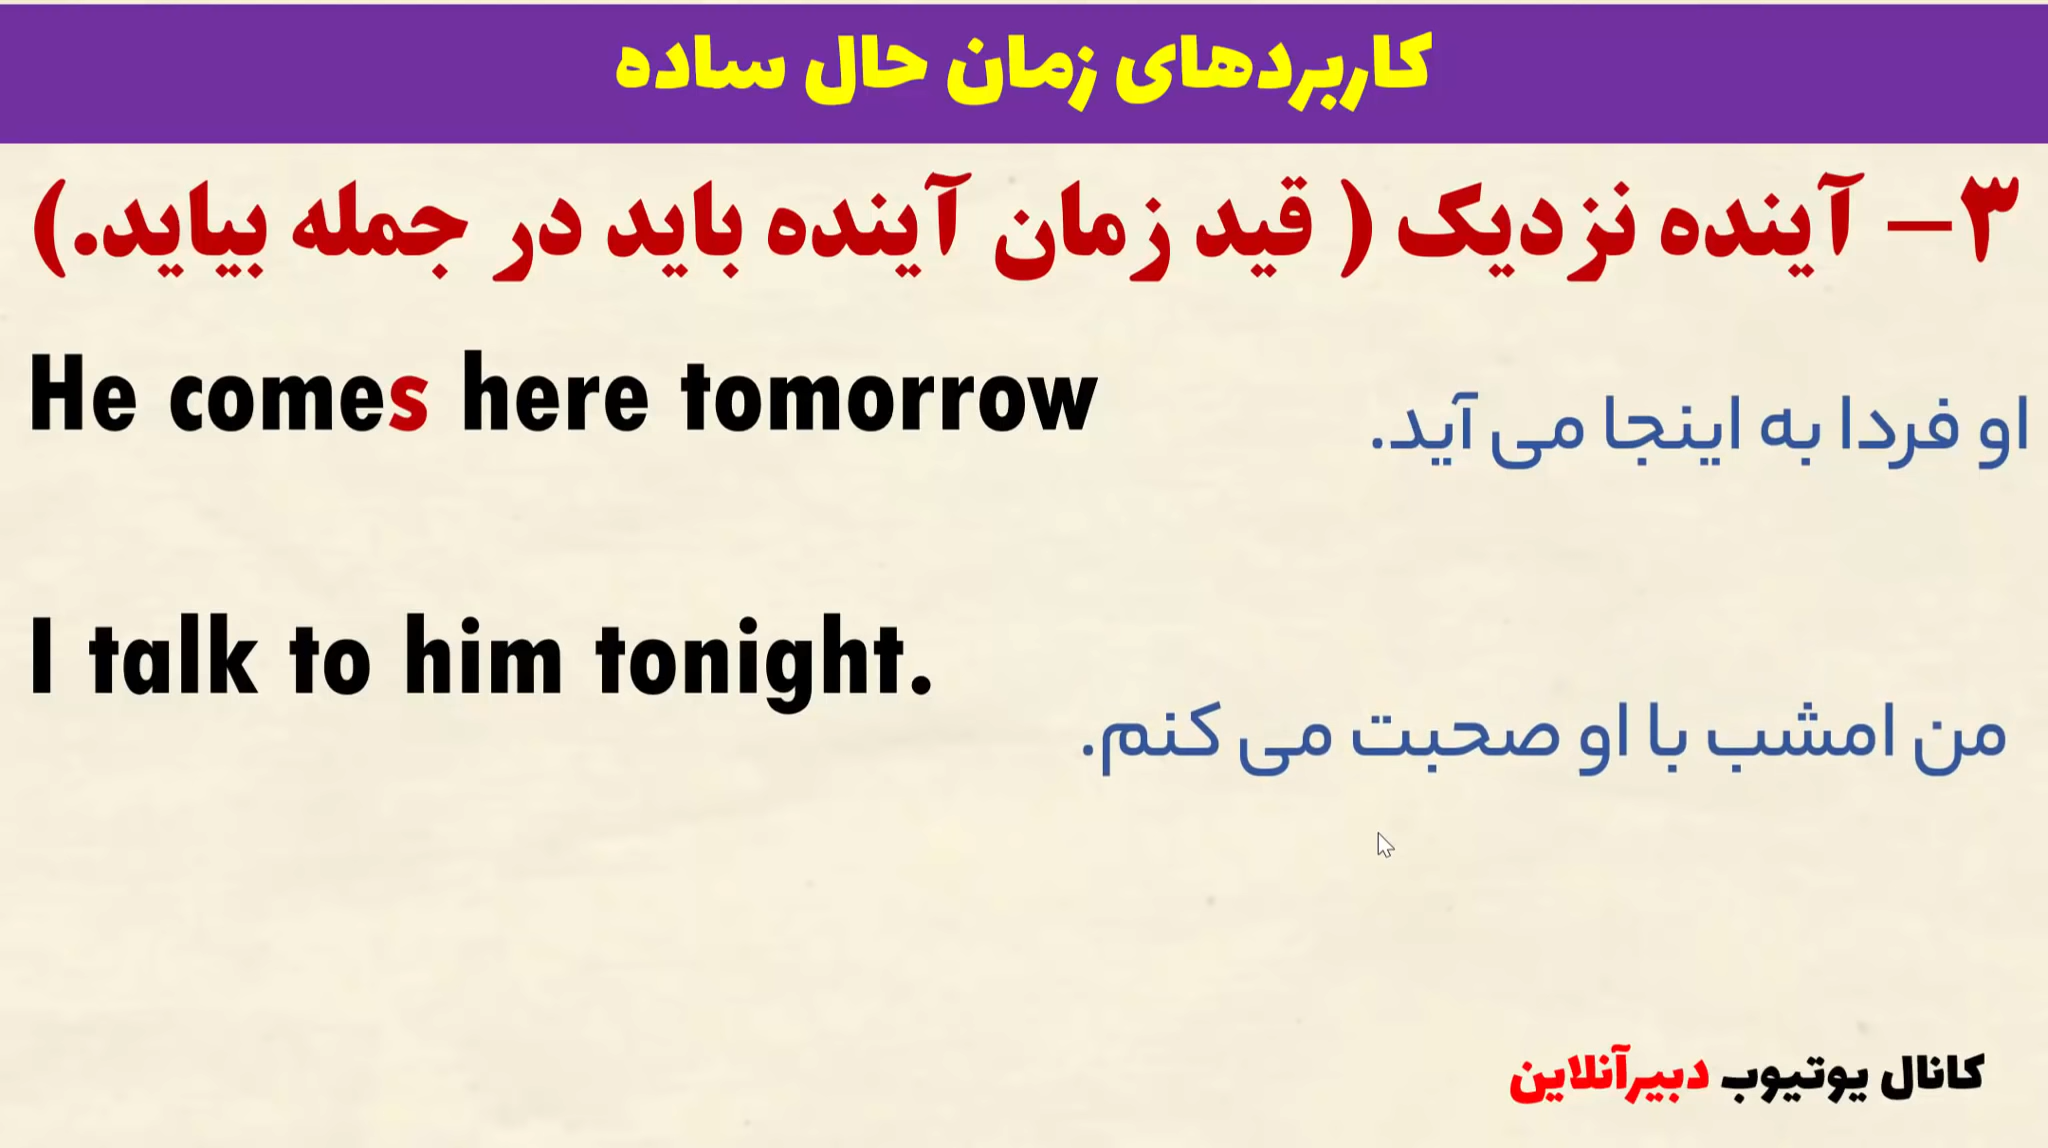 کاربردهای زمان حال ساده
۳- آینده نزدیک ( قید زمان آینده باید در جمله بیاید.)
He comes here tomorrow
او فردا به اینجا می آید.
I talk to him tonight.
من امشب با او صحبت می کنم.
کانال یوتیوب دبیرآنلاین